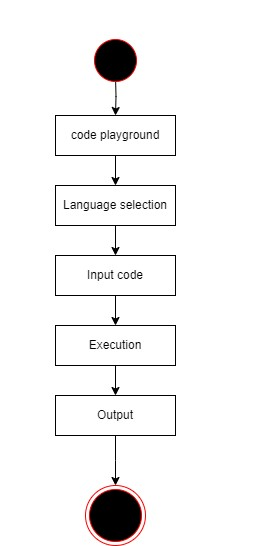 code playground
Language selection
Input code
Execution
Output